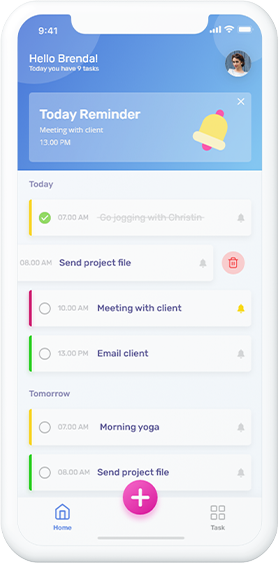 9:41
Hello Brenda!
Today you have 9 tasks
Today Reminder
Meeting with client
13.00 PM
Today
07.00 AM Go jogging with Christin
08.00 AM Send project file
10.00 AM Meeting with client
13.00 PM Email client
Tomorrow
07.00 AM Morning yoga
08.00 AM Send project file
Home Task